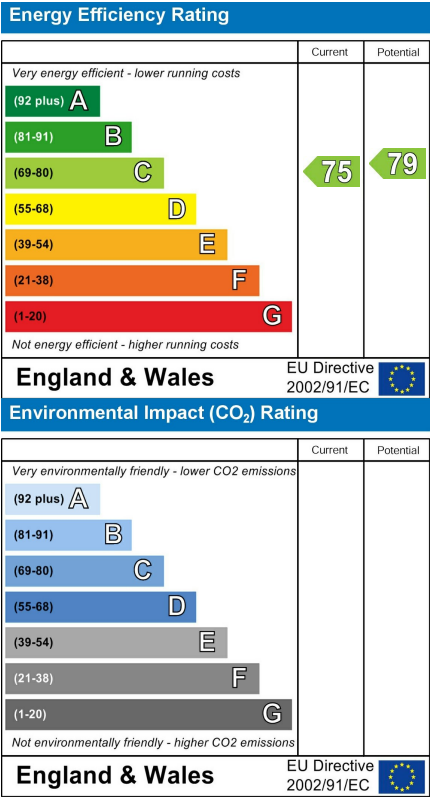 Energy Efficiency Rating
Current Potential
Very energy efficient - lower running costs
(92 plus) A
(81-91) B
(69-80) C
75 79
(55-68) D
(39-54) E
(21-38) F
(1-20) G
Not energy efficient - higher running costs
England & Wales
EU Directive
2002/91/EC
Environmental Impact (CO₂) Rating
Current Potential
Very environmentally friendly - lower CO2 emissions
(92 plus) A
(81-91) B
(69-80) C
(55-68) D
(39-54) E
(21-38) F
(1-20) G
Not environmentally friendly - higher CO2 emissions
England & Wales
EU Directive
2002/91/EC